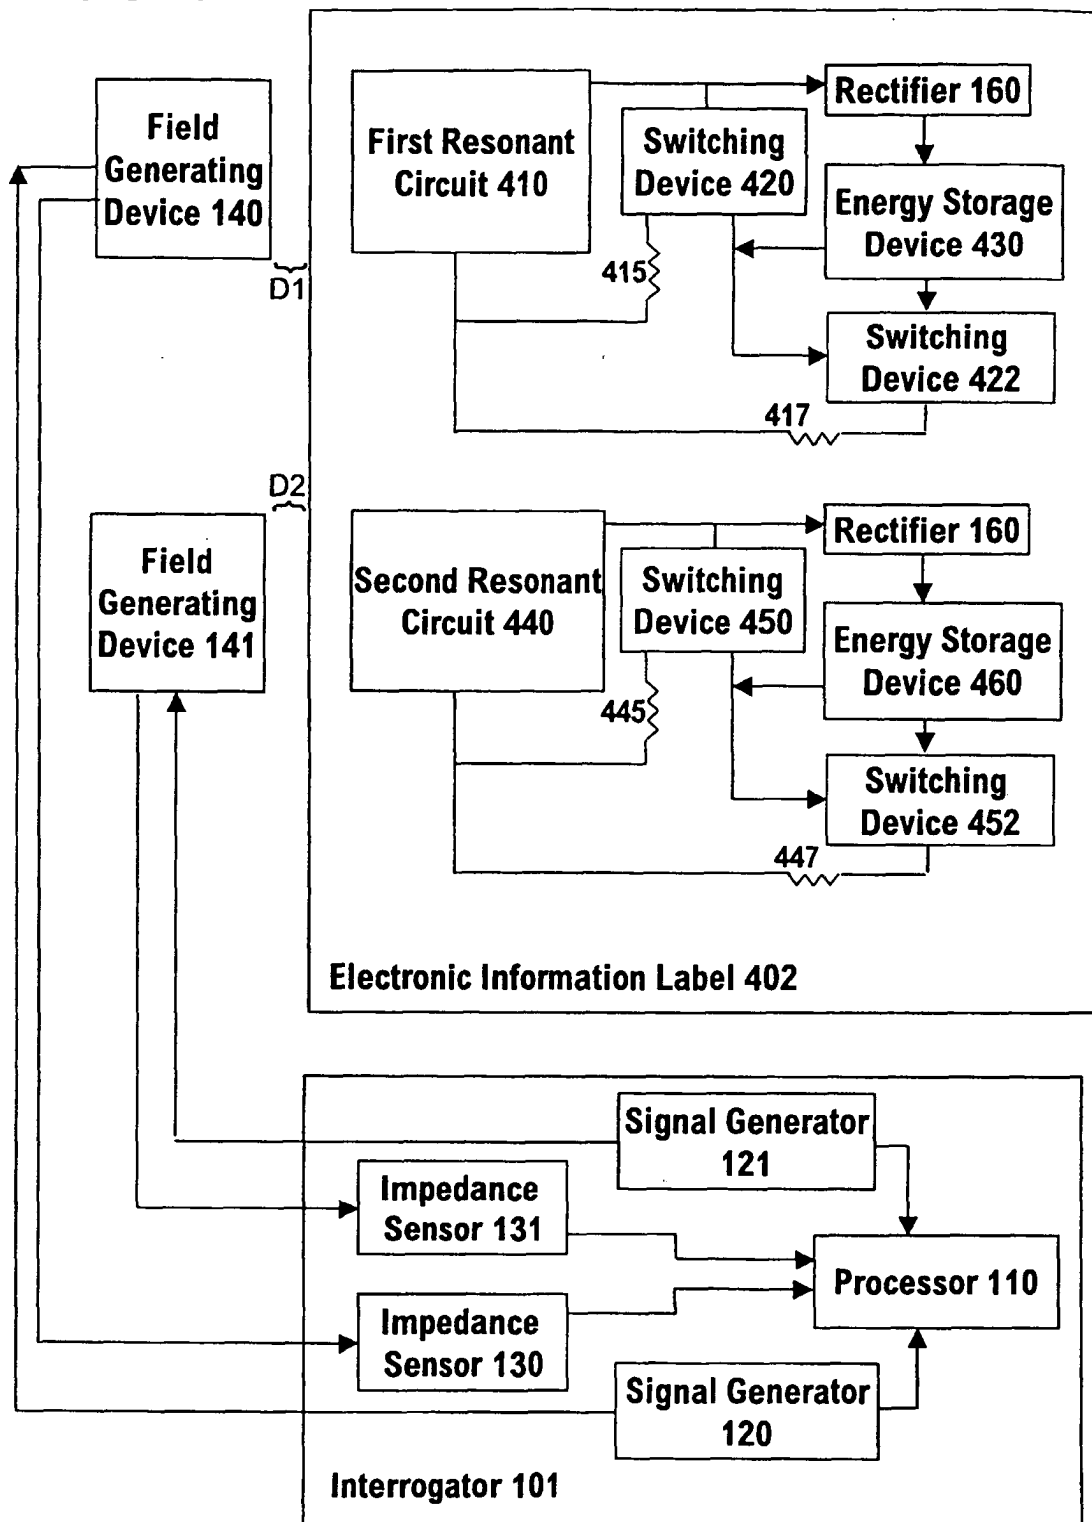 Field
Generating
Device 140
D1
First Resonant
Circuit 410
Switching
Device 420
Rectifier 160
Energy Storage
Device 430
415
Switching
Device 422
417
D2
Field
Generating
Device 141
Second Resonant
Circuit 440
Switching
Device 450
Rectifier 160
Energy Storage
Device 460
445
Switching
Device 452
447
Electronic Information Label 402
Signal Generator
121
Impedance
Sensor 131
Processor 110
Impedance
Sensor 130
Signal Generator
120
Interrogator 101